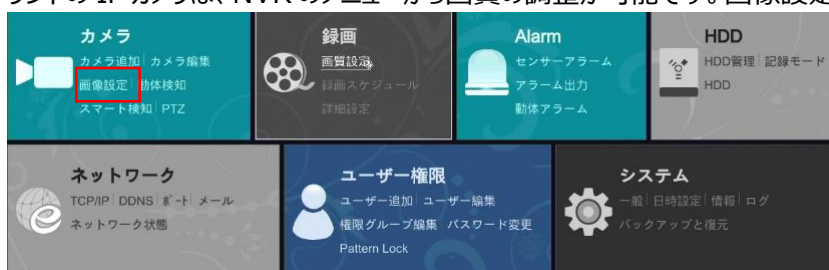 ランドの IP カメラは、NVR のメニューから画質の調整が可能です。画像設定
カメラ
カメラ追加 カメラ編集
画像設定 動体検知
スマート検知 PTZ
録画
画質設定
録画スケジュール
詳細設定
Alarm
センサーアラーム
アラーム出力
動体アラーム
HDD
HDD管理 記録モード
HDD
ネットワーク
TCP/IP DDNS ポート メール
ネットワーク状態
ユーザー権限
ユーザー追加 ユーザー編集
権限グループ編集 パスワード変更
Pattern Lock
システム
一般 日時設定 情報 ログ
バックアップと復元